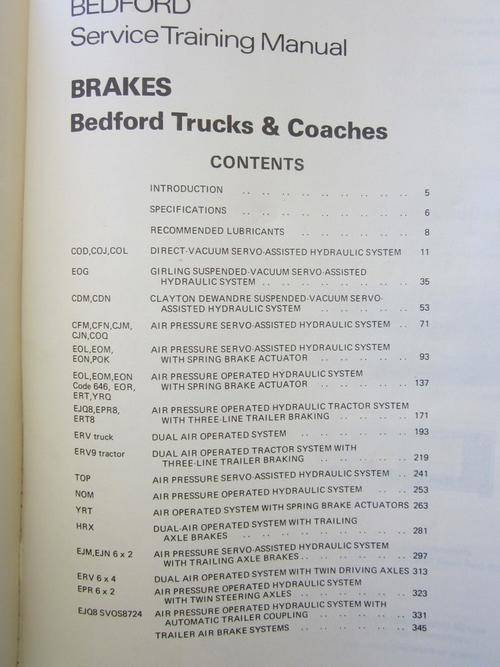 BEDFORD
Service Training Manual
BRAKES
Bedford Trucks & Coaches
CONTENTS
INTRODUCTION .. .. .. .. .. .. .. 5
SPECIFICATIONS .. .. .. .. .. .. .. 6
RECOMMENDED LUBRICANTS .. .. .. .. .. 8
COD,COJ,COL DIRECT-VACUUM SERVO-ASSISTED HYDRAULIC SYSTEM 11
EOG GIRLING SUSPENDED-VACUUM SERVO-ASSISTED
HYDRAULIC SYSTEM .. .. .. .. .. .. .. 35
CDM,CDN CLAYTON DEWANDRE SUSPENDED-VACUUM SERVO-
ASSISTED HYDRAULIC SYSTEM .. .. .. .. 53
CFM,CFN,CJM, AIR PRESSURE SERVO-ASSISTED HYDRAULIC SYSTEM .. 71
CJN,COQ
EOL,EOM, AIR PRESSURE SERVO-ASSISTED HYDRAULIC SYSTEM
EON,POK WITH SPRING BRAKE ACTUATOR .. .. .. .. 93
EOL,EOM,EON AIR PRESSURE OPERATED HYDRAULIC SYSTEM
Code 646, EOR, WITH SPRING BRAKE ACTUATOR .. .. .. .. 137
ERT,YRQ
EJQ8,EPR8, AIR PRESSURE OPERATED HYDRAULIC TRACTOR SYSTEM
ERT8 WITH THREE-LINE TRAILER BRAKING .. .. .. 171
ERV truck DUAL AIR OPERATED SYSTEM .. .. .. .. .. 193
ERV9 tractor DUAL AIR OPERATED TRACTOR SYSTEM WITH
THREE-LINE TRAILER BRAKING .. .. .. .. 219
TOP AIR PRESSURE SERVO-ASSISTED HYDRAULIC SYSTEM .. 241
NOM AIR PRESSURE OPERATED HYDRAULIC SYSTEM .. .. 253
YRT AIR OPERATED SYSTEM WITH SPRING BRAKE ACTUATORS 263
HRX DUAL-AIR OPERATED SYSTEM WITH TRAILING
AXLE BRAKES .. .. .. .. .. .. .. .. 281
EJM,EJN 6 x 2 AIR PRESSURE SERVO-ASSISTED HYDRAULIC SYSTEM
WITH TRAILING AXLE BRAKES .. .. .. .. .. 297
ERV 6 x 4 DUAL AIR OPERATED SYSTEM WITH TWIN DRIVING AXLES 313
EPR 6 x 2 AIR PRESSURE OPERATED HYDRAULIC SYSTEM
WITH TWIN STEERING AXLES .. .. .. .. .. 323
EJQ8 SVOS8724 AIR PRESSURE OPERATED HYDRAULIC SYSTEM WITH
AUTOMATIC TRAILER COUPLING .. .. .. .. 331
TRAILER AIR BRAKE SYSTEMS .. .. .. .. .. 345